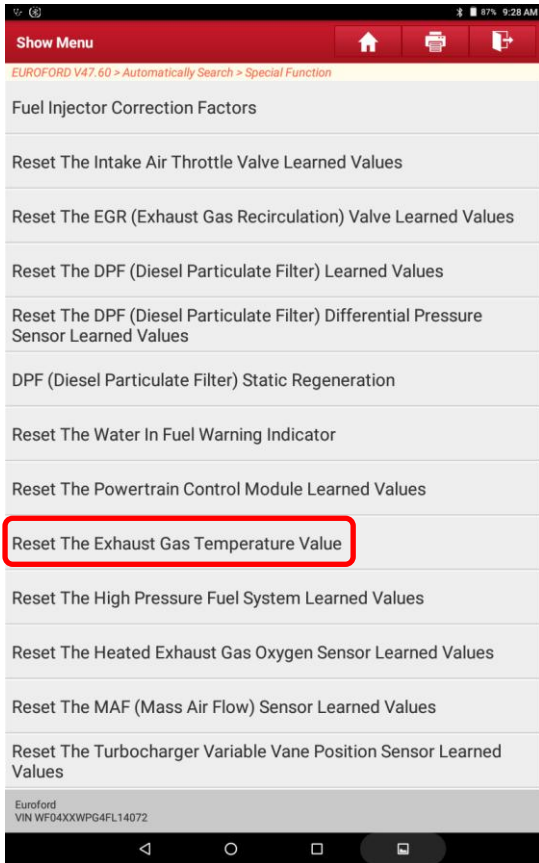 87% 9:28 AM
Show Menu
EUROFORD V47.60 > Automatically Search > Special Function
Fuel Injector Correction Factors
Reset The Intake Air Throttle Valve Learned Values
Reset The EGR (Exhaust Gas Recirculation) Valve Learned Values
Reset The DPF (Diesel Particulate Filter) Learned Values
Reset The DPF (Diesel Particulate Filter) Differential Pressure
Sensor Learned Values
DPF (Diesel Particulate Filter) Static Regeneration
Reset The Water In Fuel Warning Indicator
Reset The Powertrain Control Module Learned Values
Reset The Exhaust Gas Temperature Value
Reset The High Pressure Fuel System Learned Values
Reset The Heated Exhaust Gas Oxygen Sensor Learned Values
Reset The MAF (Mass Air Flow) Sensor Learned Values
Reset The Turbocharger Variable Vane Position Sensor Learned
Values
Euroford
VIN WF04XXWPG4FL14072